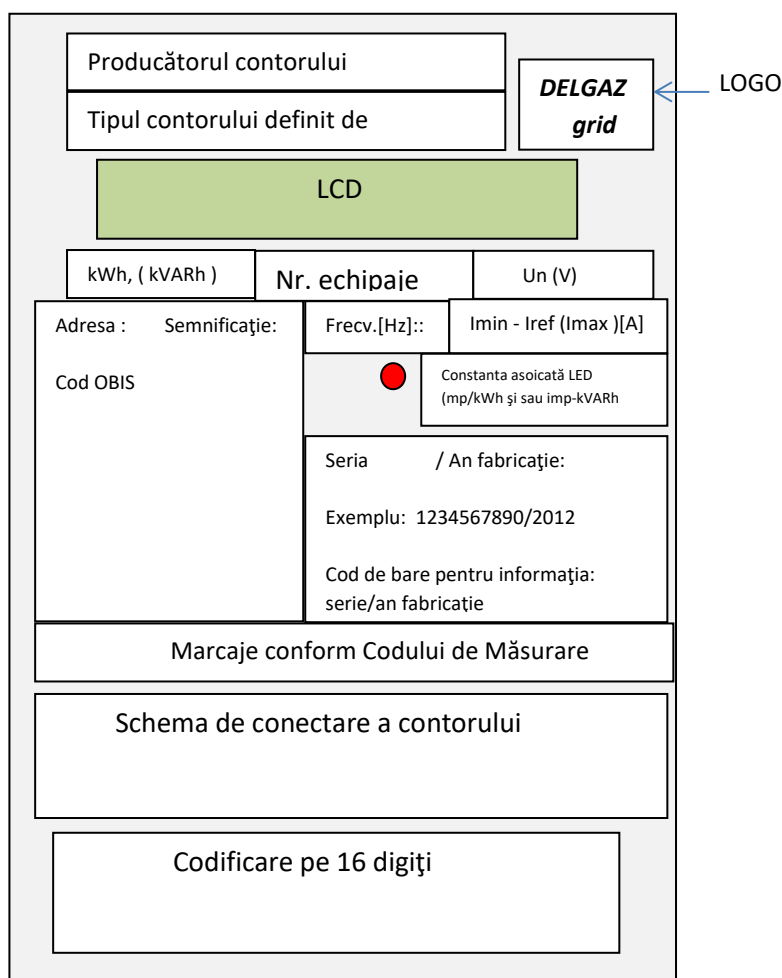 Producătorul contorului
Tipul contorului definit de
DELGAZ
grid
LOGO
LCD
kWh, ( kVARh )
Nr. echipaje
Un (V)
Adresa : Semnificaţie:
Cod OBIS
Frecv.[Hz]::
Imin - Iref (Imax )[A]
Constanta asoicată LED
(mp/kWh şi sau imp-kVARh
Seria / An fabricaţie:
Exemplu: 1234567890/2012
Cod de bare pentru informaţia:
serie/an fabricaţie
Marcaje conform Codului de Măsurare
Schema de conectare a contorului
Codificare pe 16 digiţi